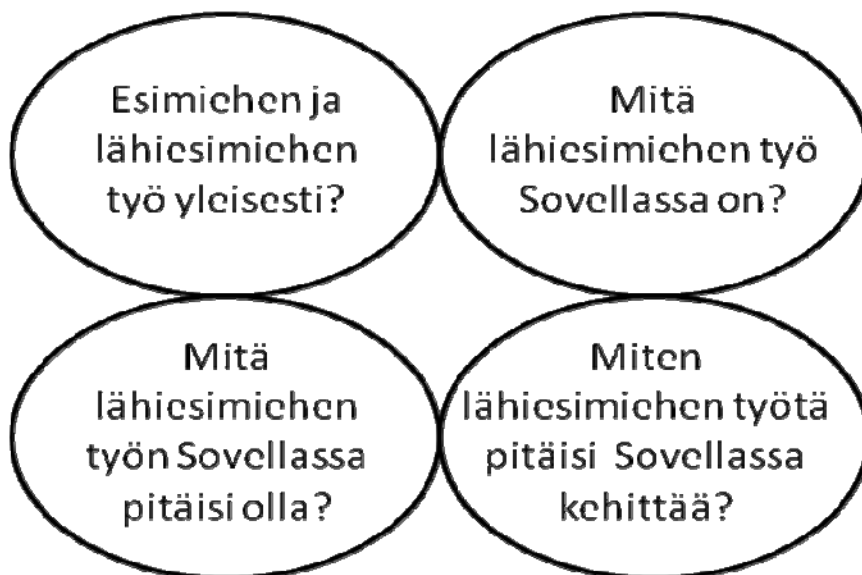 Esimiehen ja
lähiesimiehen
työ yleisesti?
Mitä
lähiesimiehen työ
Sovellassa on?
Mitä
lähiesimiehen
työn Sovellassa
pitäisi olla?
Miten
lähiesimiehen työtä
pitäisi Sovellassa
kehittää?